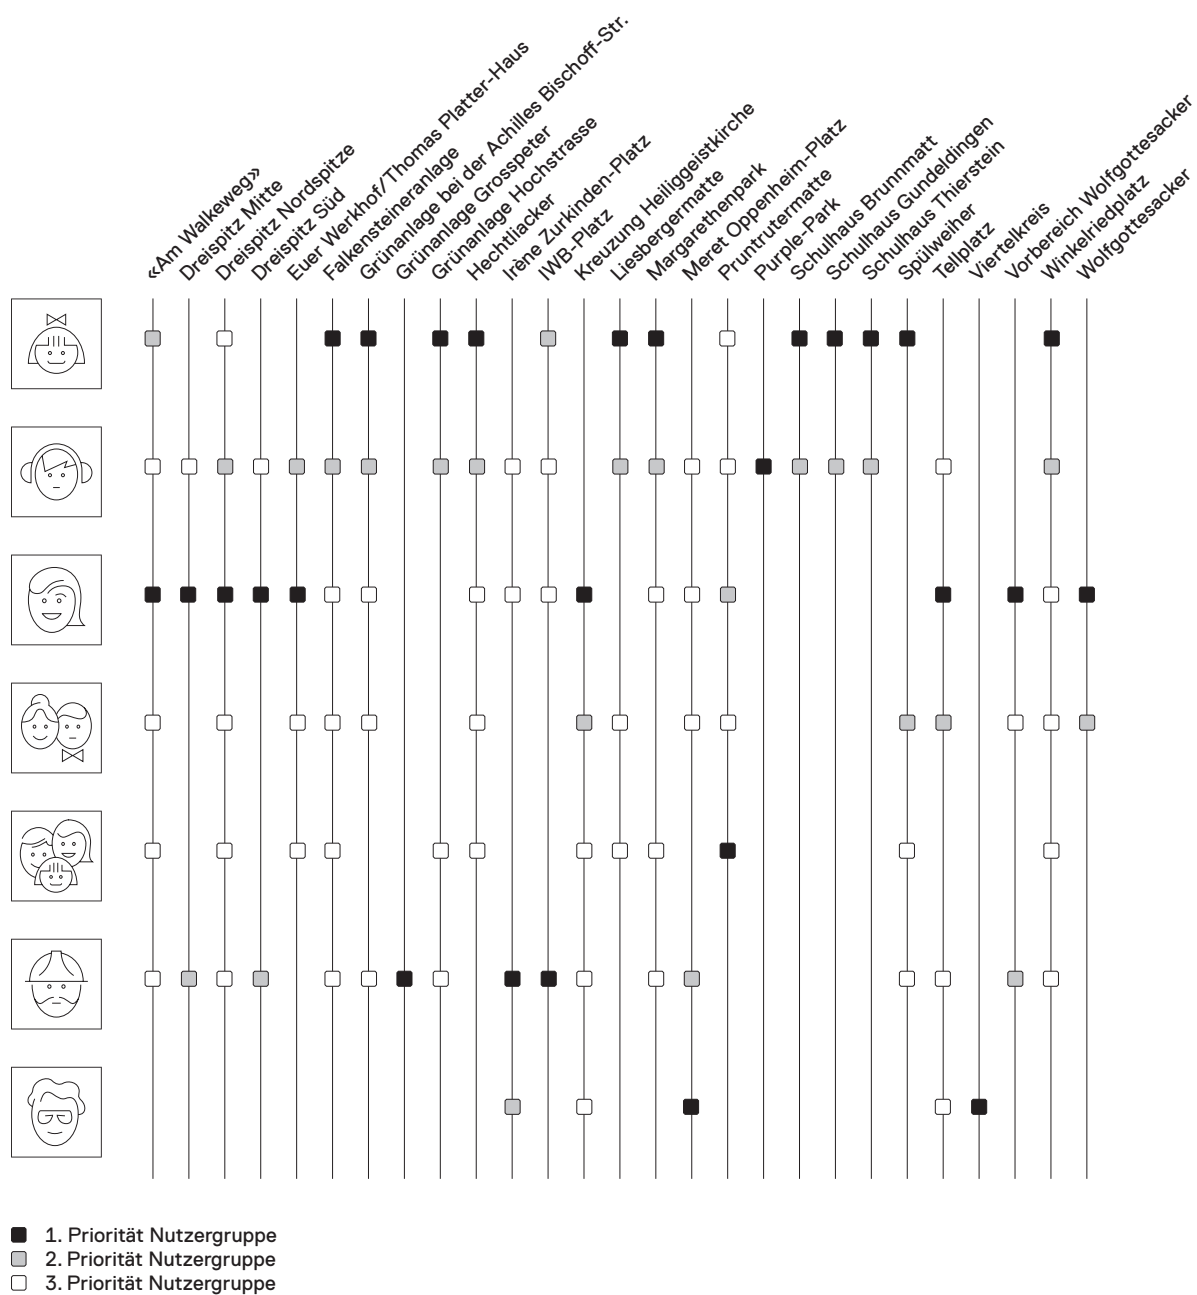 «Am Walkeweg»
Dreispitz Mitte
Dreispitz Nordspitze
Dreispitz Süd
Euer Werkhof/Thomas Platter-Haus
Falkensteineranlage
Grünanlage bei der Achilles Bischoff-Str.
Grünanlage Grosspeter
Grünanlage Hochstrasse
Hechtliacker
Irène Zurkinden-Platz
IWB-Platz
Kreuzung Heiliggeistkirche
Liesbergermatte
Margarethenpark
Meret Oppenheim-Platz
Pruntrutermatte
Purple-Park
Schulhaus Brunnmatt
Schulhaus Gundeldingen
Schulhaus Thierstein
Spülweiher
Tellplatz
Viertelkreis
Vorbereich Wolfgottesacker
Winkelriedplatz
Wolfgottesacker
1. Priorität Nutzergruppe
2. Priorität Nutzergruppe
3. Priorität Nutzergruppe